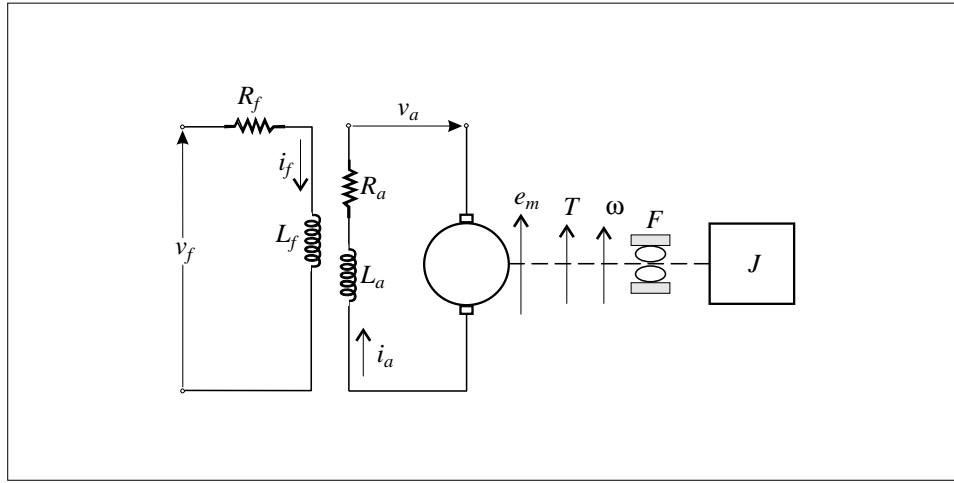 R_f
v_a
i_f
R_a
e_m
T
ω
F
L_f
v_f
L_a
J
i_a